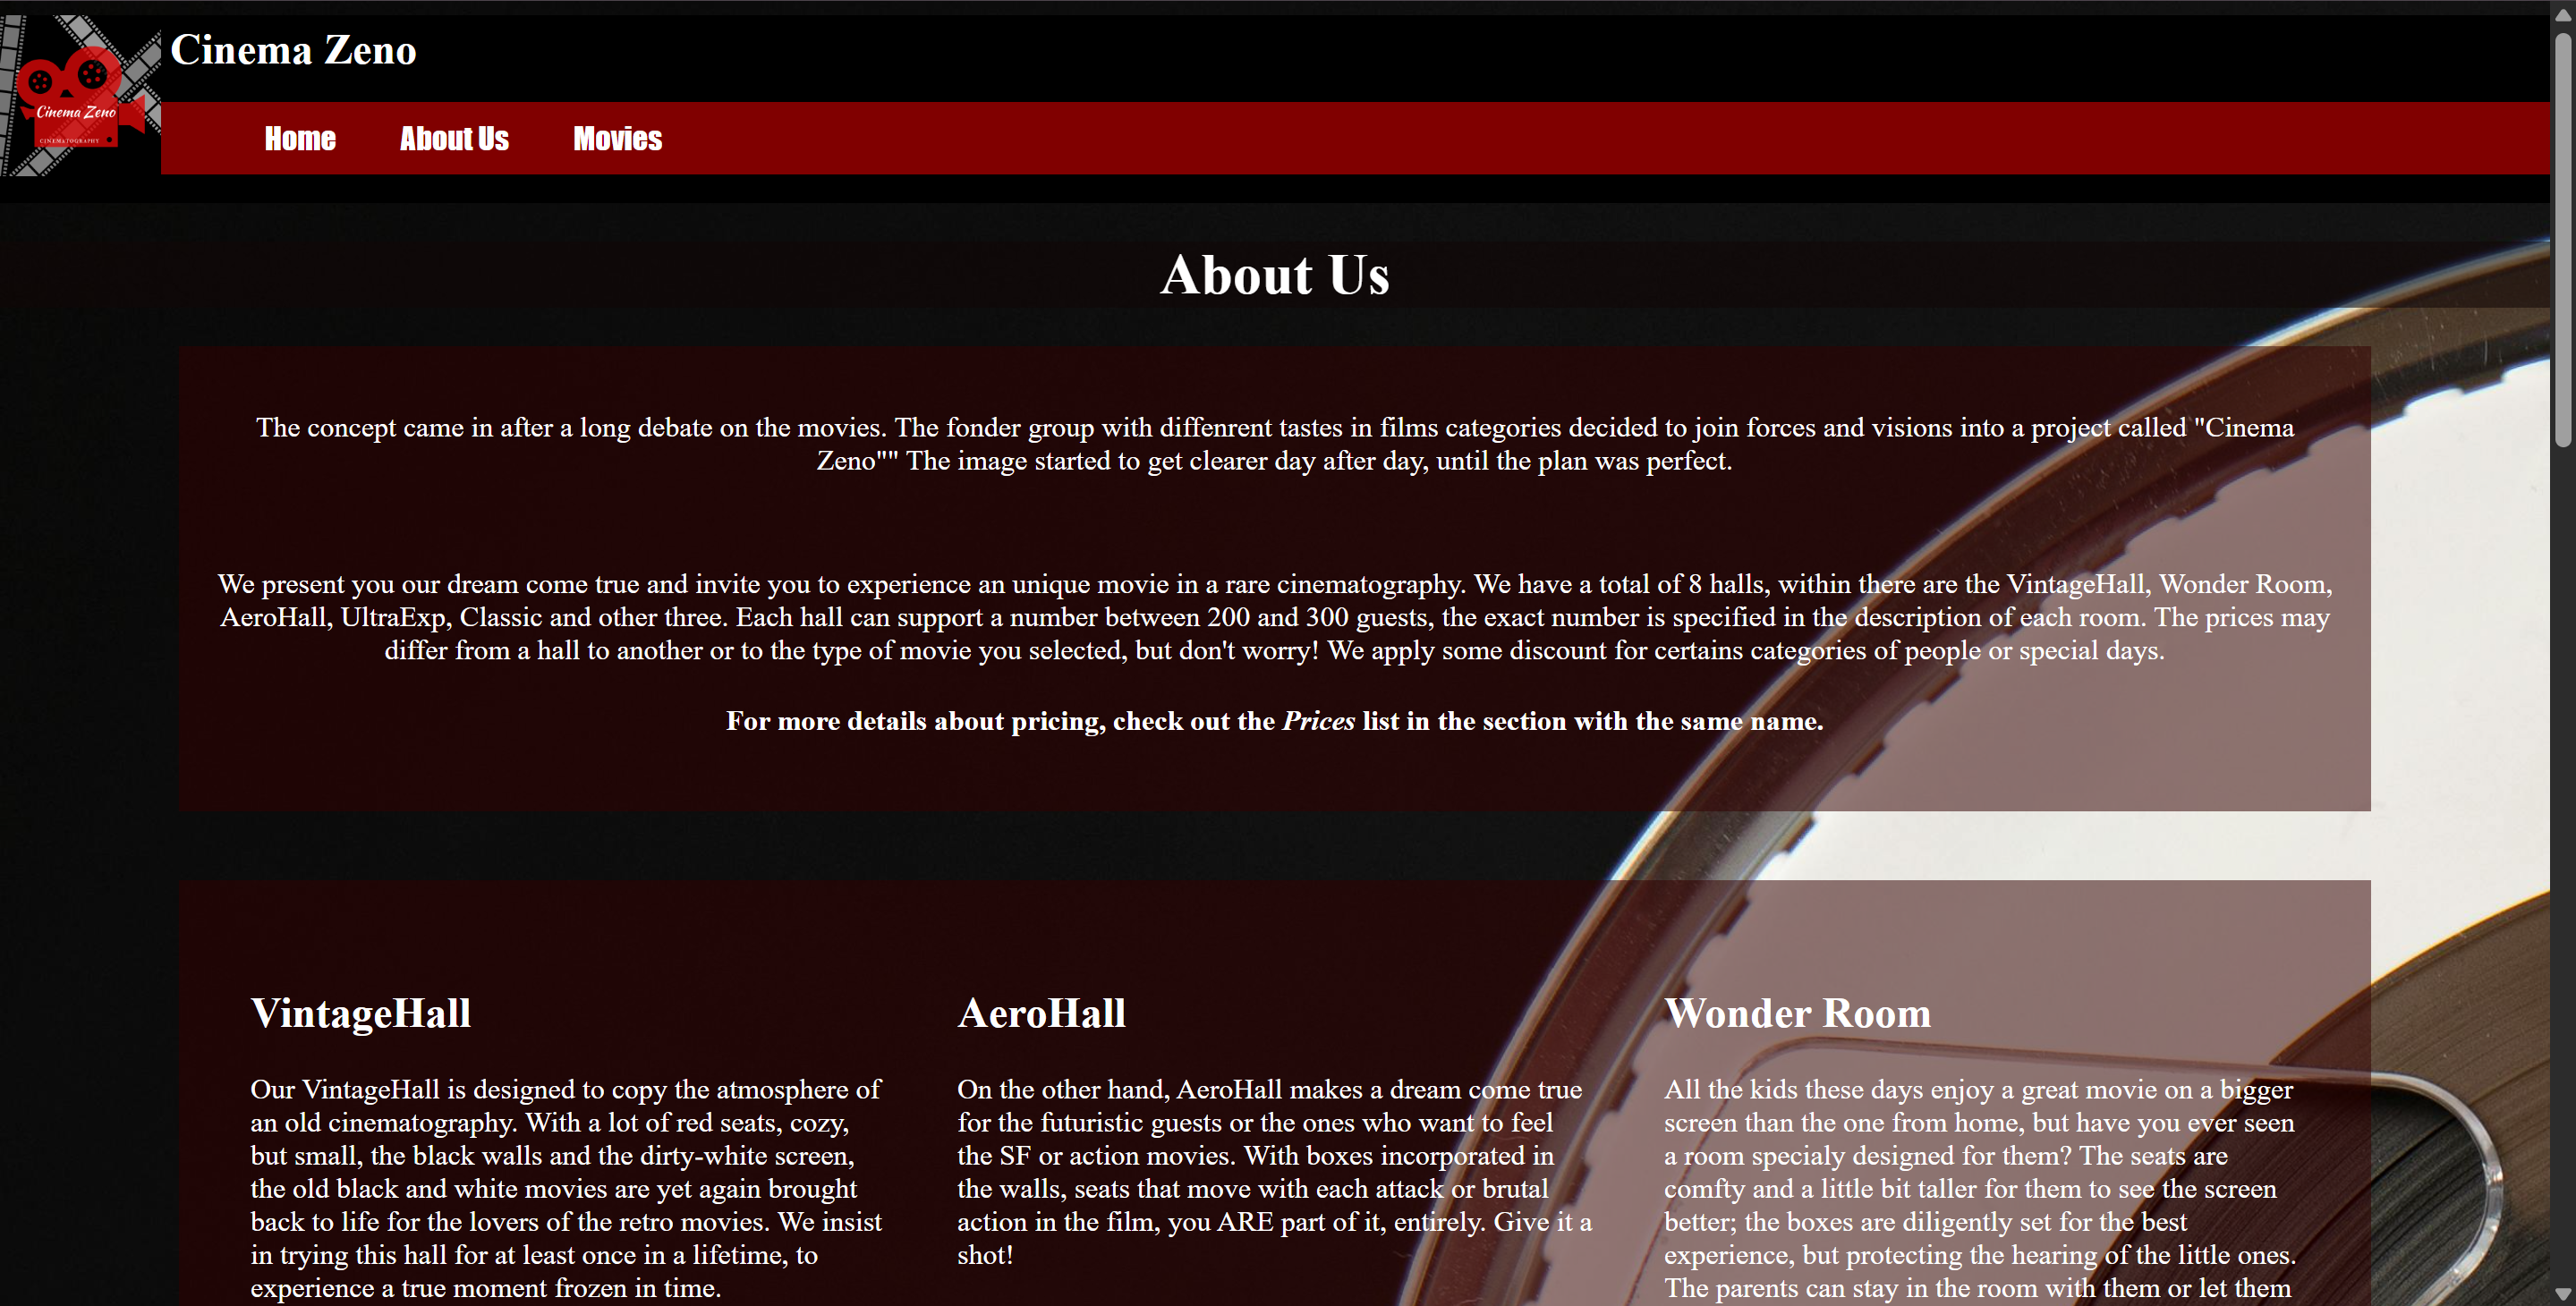 Cinema Zeno
Cinema Zeno
CINEMATOGRAPHY
Home About Us Movies
About Us
The concept came in after a long debate on the movies. The fonder group with diffenrent tastes in films categories decided to join forces and visions into a project called "Cinema
Zeno"" The image started to get clearer day after day, until the plan was perfect.
We present you our dream come true and invite you to experience an unique movie in a rare cinematography. We have a total of 8 halls, within there are the VintageHall, Wonder Room,
AeroHall, UltraExp, Classic and other three. Each hall can support a number between 200 and 300 guests, the exact number is specified in the description of each room. The prices may
differ from a hall to another or to the type of movie you selected, but don't worry! We apply some discount for certains categories of people or special days.
For more details about pricing, check out the Prices list in the section with the same name.
VintageHall
Our VintageHall is designed to copy the atmosphere of
an old cinematography. With a lot of red seats, cozy,
but small, the black walls and the dirty-white screen,
the old black and white movies are yet again brought
back to life for the lovers of the retro movies. We insist
in trying this hall for at least once in a lifetime, to
experience a true moment frozen in time.
AeroHall
On the other hand, AeroHall makes a dream come true
for the futuristic guests or the ones who want to feel
the SF or action movies. With boxes incorporated in
the walls, seats that move with each attack or brutal
action in the film, you ARE part of it, entirely. Give it a
shot!
Wonder Room
All the kids these days enjoy a great movie on a bigger
screen than the one from home, but have you ever seen
a room specialy designed for them? The seats are
comfty and a little bit taller for them to see the screen
better; the boxes are diligently set for the best
experience, but protecting the hearing of the little ones.
The parents can stay in the room with them or let them